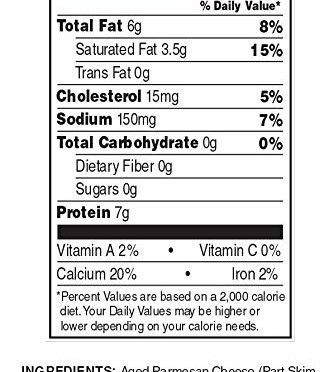 % Daily Value*
Total Fat 6g 8%
Saturated Fat 3.5g 15%
Trans Fat 0g
Cholesterol 15mg 5%
Sodium 150mg 7%
Total Carbohydrate 0g 0%
Dietary Fiber 0g
Sugars 0g
Protein 7g
Vitamin A 2% • Vitamin C 0%
Calcium 20% • Iron 2%
*Percent Values are based on a 2,000 calorie
diet. Your Daily Values may be higher or
lower depending on your calorie needs.
INGREDIENTS: Aged Parmesan Cheese (Part Skim